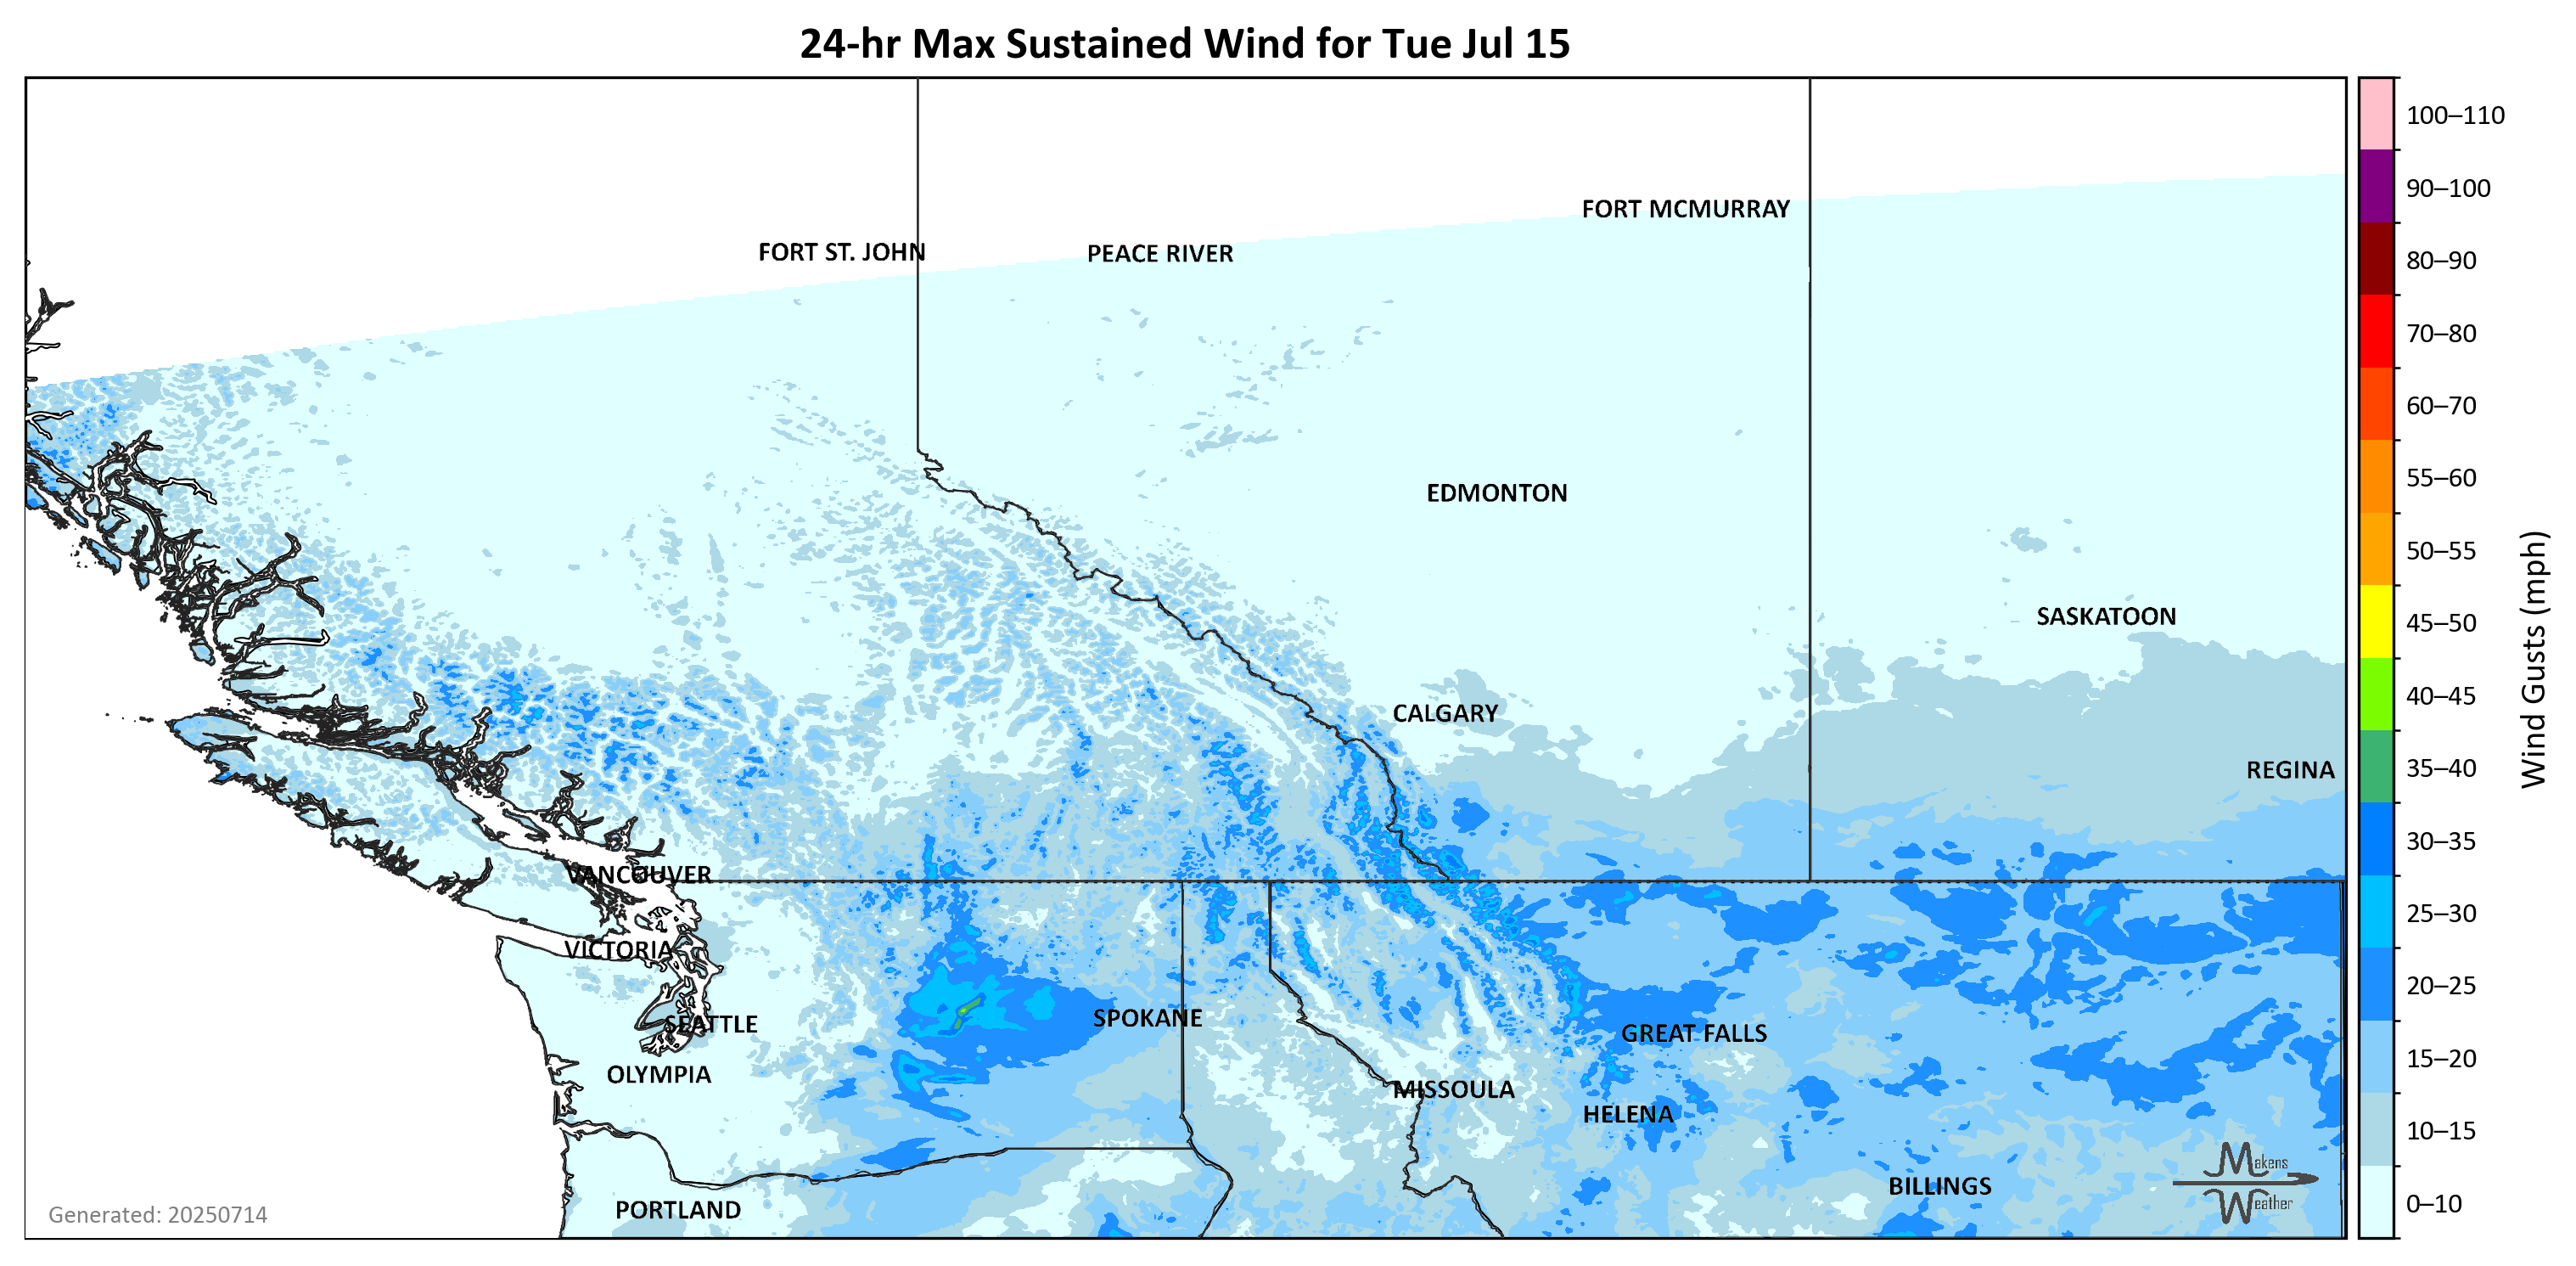 24-hr Max Sustained Wind for Tue Jul 15
100–110
90–100
80–90
70–80
60–70
55–60
50–55
45–50
40–45
35–40
30–35
25–30
20–25
15–20
10–15
0–10
Wind Gusts (mph)
FORT MCMURRAY
FORT ST. JOHN
PEACE RIVER
EDMONTON
SASKATOON
CALGARY
REGINA
VANCOUVER
VICTORIA
SEATTLE
SPOKANE
GREAT FALLS
OLYMPIA
MISSOULA
HELENA
BILLINGS
PORTLAND
Makens
Weather
Generated: 20250714